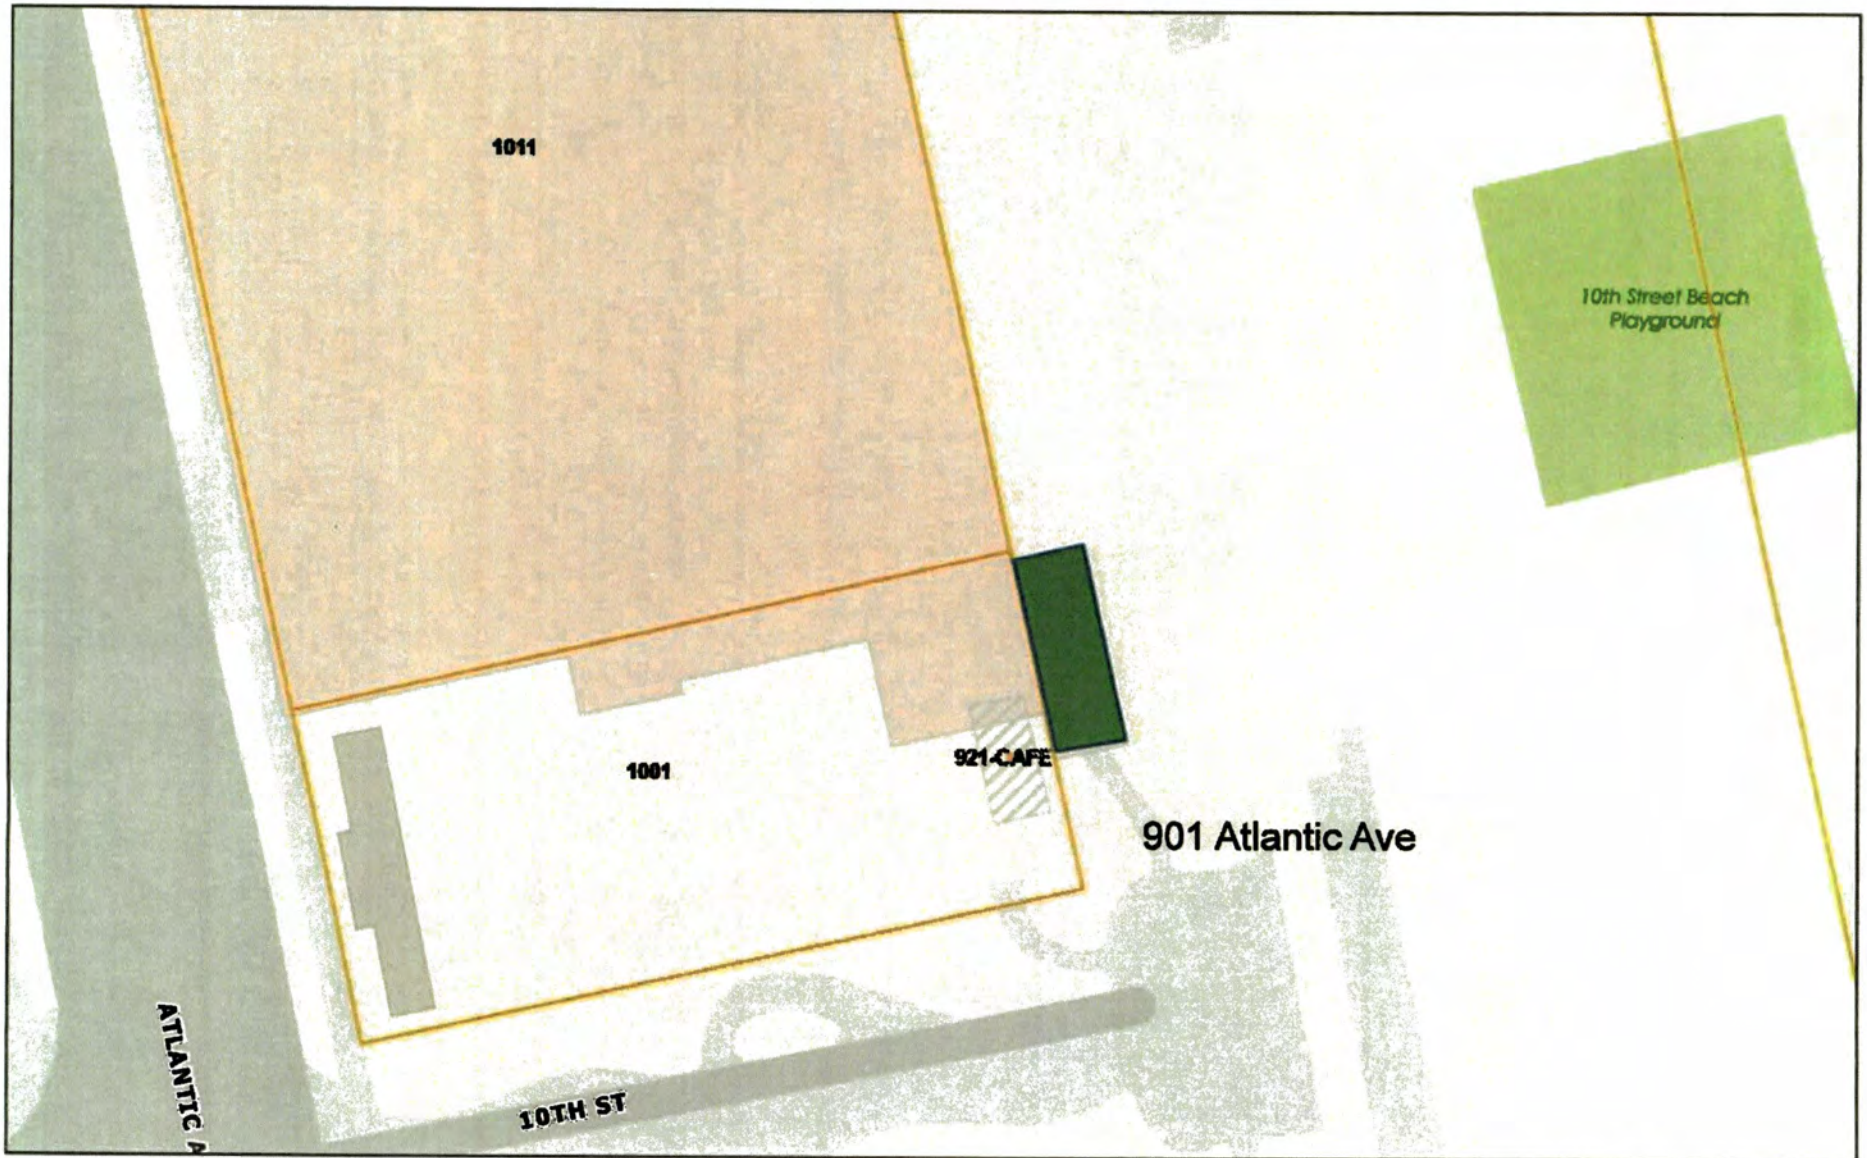 1011
10th Street Beach
Playground
921-CAFE
1001
901 Atlantic Ave
ATLANTIC A
10TH ST